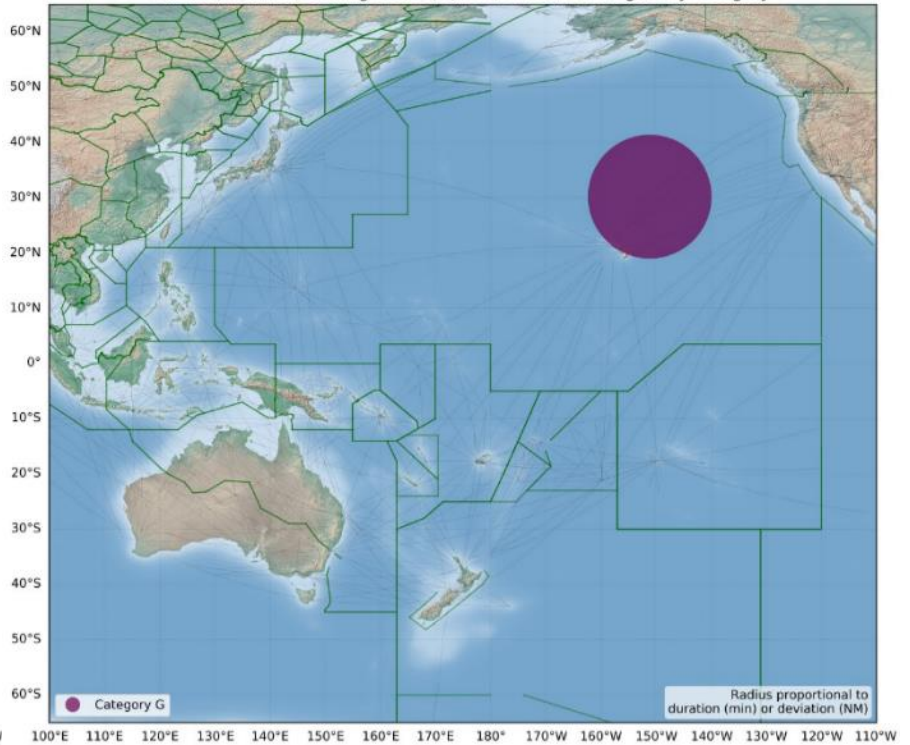 60°N
50°N
40°N
30°N
20°N
10°N
0°
10°S
20°S
30°S
40°S
50°S
60°S
Category G
Radius proportional to
duration (min) or deviation (NM)
100°E 110°E 120°E 130°E 140°E 150°E 160°E 170°E 180° 170°W 160°W 150°W 140°W 130°W 120°W 110°W